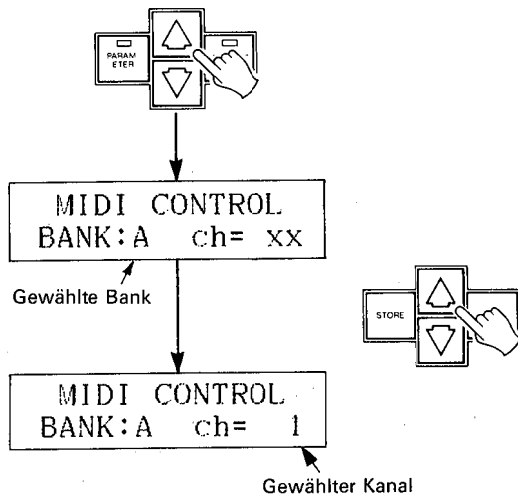 PARAM
ETER
MIDI CONTROL
BANK:A ch= xx
Gewählte Bank
STORE
MIDI CONTROL
BANK:A ch= 1
Gewählter Kanal